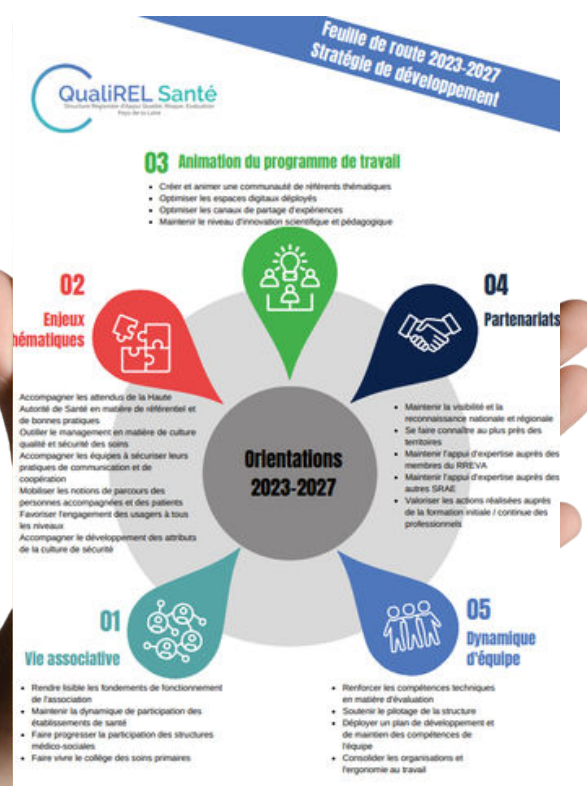 Feuille de route 2023-2027
Stratégie de développement
QualiREL Santé
Structure Régionale d'Appui Qualité, Risque, Evaluation
Pays de la Loire
03 Animation du programme de travail
• Créer et animer une communauté de référents thématiques
• Optimiser les espaces digitaux déployés
• Optimiser les canaux de partage d'expériences
• Maintenir le niveau d'innovation scientifique et pédagogique
02
Enjeux
hématiques
Accompagner les attendus de la Haute
Autorité de Santé en matière de référentiel et
de bonnes pratiques
Outiller le management en matière de culture
qualité et sécurité des soins
Accompagner les équipes à sécuriser leurs
pratiques de communication et de
coopération
Mobiliser les notions de parcours des
personnes accompagnées et des patients
Favoriser l'engagement des usagers à tous
les niveaux
Accompagner le développement des attributs
de la culture de sécurité
04
Partenariats
• Maintenir la visibilité et la
reconnaissance nationale et régionale
• Se faire connaître au plus près des
territoires
• Maintenir l'appui d'expertise auprès des
membres du RREVA
• Maintenir l'appui d'expertise auprès des
autres SRAE
• Valoriser les actions réalisées auprès
de la formation initiale / continue des
professionnels
Orientations
2023-2027
01
Vie associative
• Rendre lisible les fondements de fonctionnement
de l'association
• Maintenir la dynamique de participation des
établissements de santé
• Faire progresser la participation des structures
médico-sociales
• Faire vivre le collège des soins primaires
05
Dynamique
d'équipe
• Renforcer les compétences techniques
en matière d'évaluation
• Soutenir le pilotage de la structure
• Déployer un plan de développement et
de maintien des compétences de
l'équipe
• Consolider les organisations et
l'ergonomie au travail